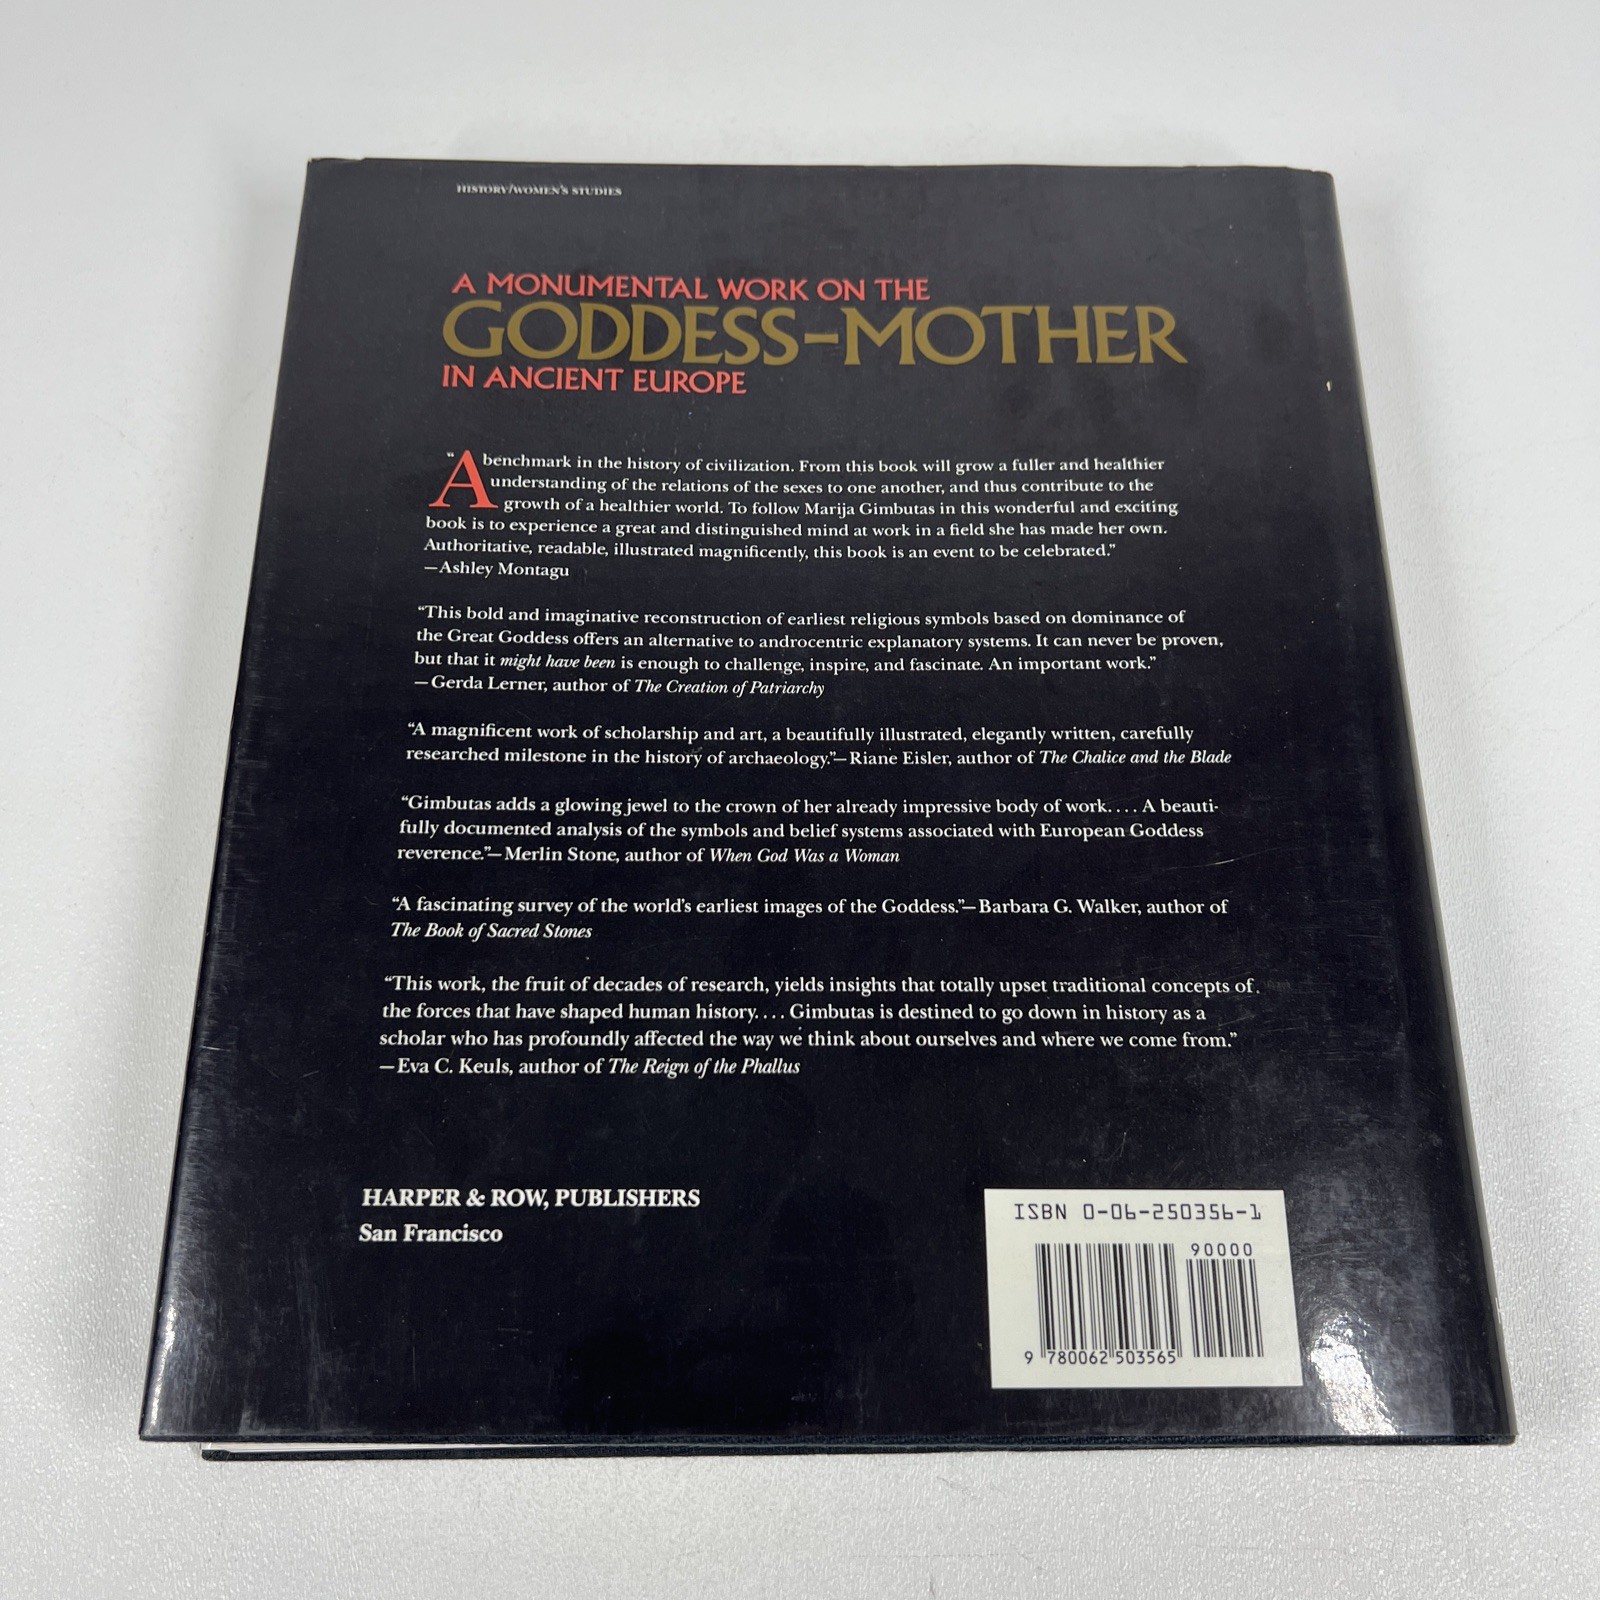 HISTORY/WOMEN'S STUDIES
A MONUMENTAL WORK ON THE
GODDESS-MOTHER
IN ANCIENT EUROPE
"A benchmark in the history of civilization. From this book will grow a fuller and healthier
understanding of the relations of the sexes to one another, and thus contribute to the
growth of a healthier world. To follow Marija Gimbutas in this wonderful and exciting
book is to experience a great and distinguished mind at work in a field she has made her own.
Authoritative, readable, illustrated magnificently, this book is an event to be celebrated."
—Ashley Montagu
"This bold and imaginative reconstruction of earliest religious symbols based on dominance of
the Great Goddess offers an alternative to androcentric explanatory systems. It can never be proven,
but that it might have been is enough to challenge, inspire, and fascinate. An important work."
—Gerda Lerner, author of The Creation of Patriarchy
"A magnificent work of scholarship and art, a beautifully illustrated, elegantly written, carefully
researched milestone in the history of archaeology."—Riane Eisler, author of The Chalice and the Blade
"Gimbutas adds a glowing jewel to the crown of her already impressive body of work.... A beauti-
fully documented analysis of the symbols and belief systems associated with European Goddess
reverence."—Merlin Stone, author of When God Was a Woman
"A fascinating survey of the world's earliest images of the Goddess."—Barbara G. Walker, author of
The Book of Sacred Stones
"This work, the fruit of decades of research, yields insights that totally upset traditional concepts of
the forces that have shaped human history.... Gimbutas is destined to go down in history as a
scholar who has profoundly affected the way we think about ourselves and where we come from."
—Eva C. Keuls, author of The Reign of the Phallus
HARPER & ROW, PUBLISHERS
San Francisco
ISBN 0-06-250356-1
90000
9 780062 503565